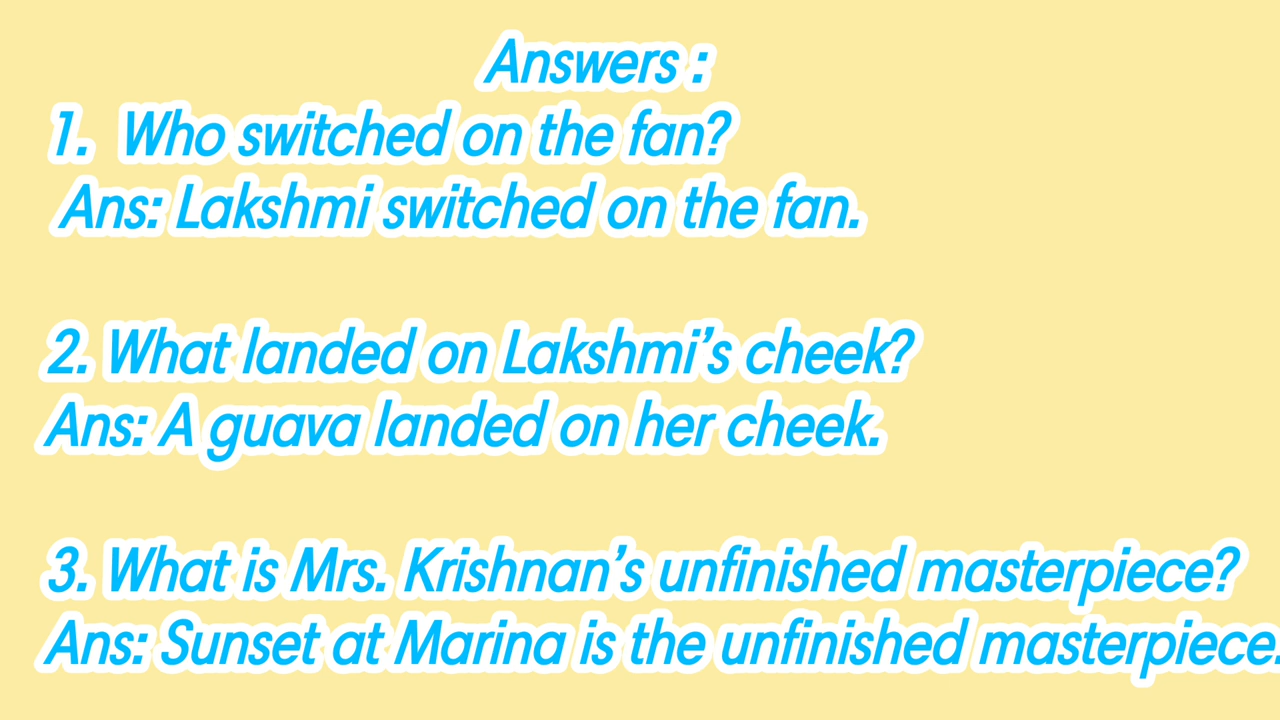 Answers :
1. Who switched on the fan?
Ans: Lakshmi switched on the fan.
2. What landed on Lakshmi’s cheek?
Ans: A guava landed on her cheek.
3. What is Mrs. Krishnan’s unfinished masterpiece?
Ans: Sunset at Marina is the unfinished masterpiece.